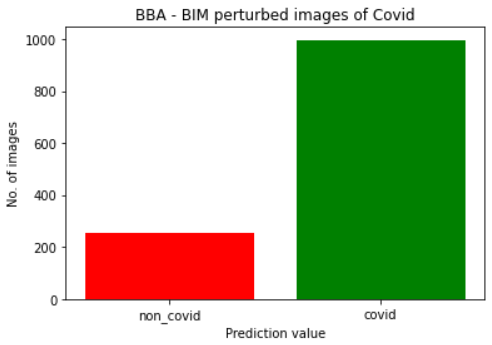 BBA - BIM perturbed images of Covid
No. of images
1000
800
600
400
200
0
non_covid covid
Prediction value